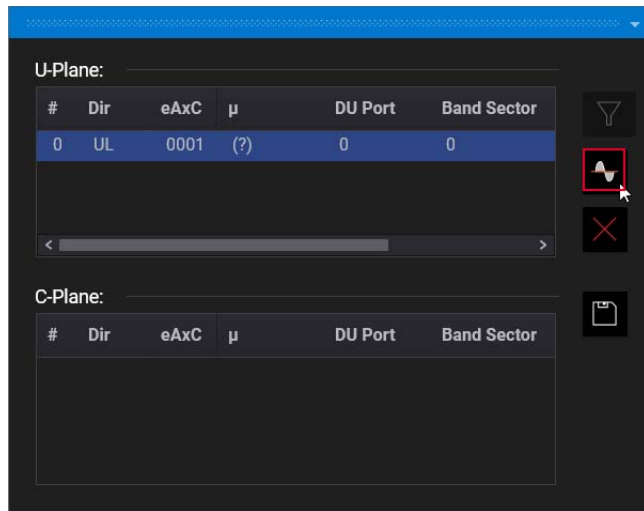 U-Plane:
# Dir eAxC µ DU Port Band Sector
0 UL 0001 (?) 0 0
C-Plane:
# Dir eAxC µ DU Port Band Sector